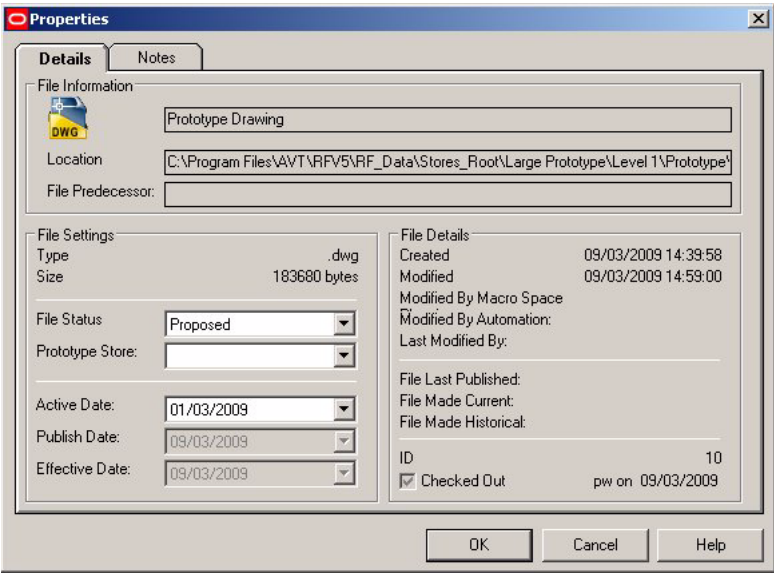 Properties
Details Notes
File Information
DWG
Prototype Drawing
Location C:\Program Files\AVT\RFV5\RF_Data\Stores_Root\Large Prototype\Level 1\Prototype\
File Predecessor:
File Settings
Type .dwg
Size 183680 bytes
File Status Proposed
Prototype Store:
Active Date: 01/03/2009
Publish Date: 09/03/2009
Effective Date: 09/03/2009
File Details
Created 09/03/2009 14:39:58
Modified 09/03/2009 14:59:00
Modified By Macro Space
Modified By Automation:
Last Modified By:
File Last Published:
File Made Current:
File Made Historical:
ID 10
Checked Out pw on 09/03/2009
OK Cancel Help